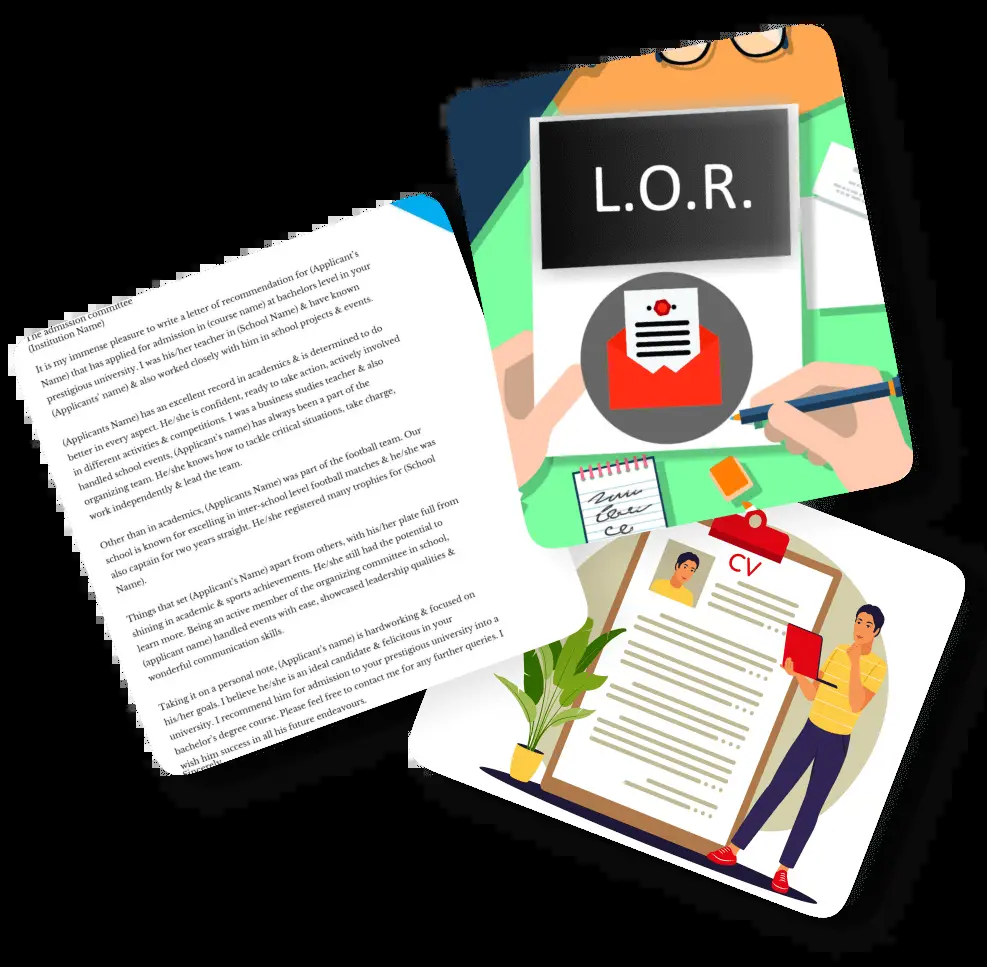 The admission committee
(Institution Name)
It is my immense pleasure to write a letter of recommendation for (Applicant's
Name) that has applied for admission in (course name) at bachelors level in your
prestigious university. I was his/her teacher in (School Name) & have known
(Applicants' name) & also worked closely with him in school projects & events.
(Applicants Name) has an excellent record in academics & is determined to do
better in every aspect. He/she is confident, ready to take action, actively involved
in different activities & competitions. I was a business studies teacher & also
handled school events, (Applicant's name) has always been a part of the
organizing team. He/she knows how to tackle critical situations, take charge,
work independently & lead the team.
Other than in academics, (Applicants Name) was part of the football team. Our
school is known for excelling in inter-school level football matches & he/she was
also captain for two years straight. He/she registered many trophies for (School
Name).
Things that set (Applicant's Name) apart from others, with his/her plate full from
shining in academic & sports achievements. He/she still had the potential to
learn more. Being an active member of the organizing committee in school,
(applicant name) handled events with ease, showcased leadership qualities &
wonderful communication skills.
Taking it on a personal note, (Applicant's name) is hardworking & focused on
his/her goals. I believe he/she is an ideal candidate & felicitous in your
university. I recommend him for admission to your prestigious university into a
bachelor's degree course. Please feel free to contact me for any further queries. I
wish him success in all his future endeavours.
Sincerely
L.O.R.
CV